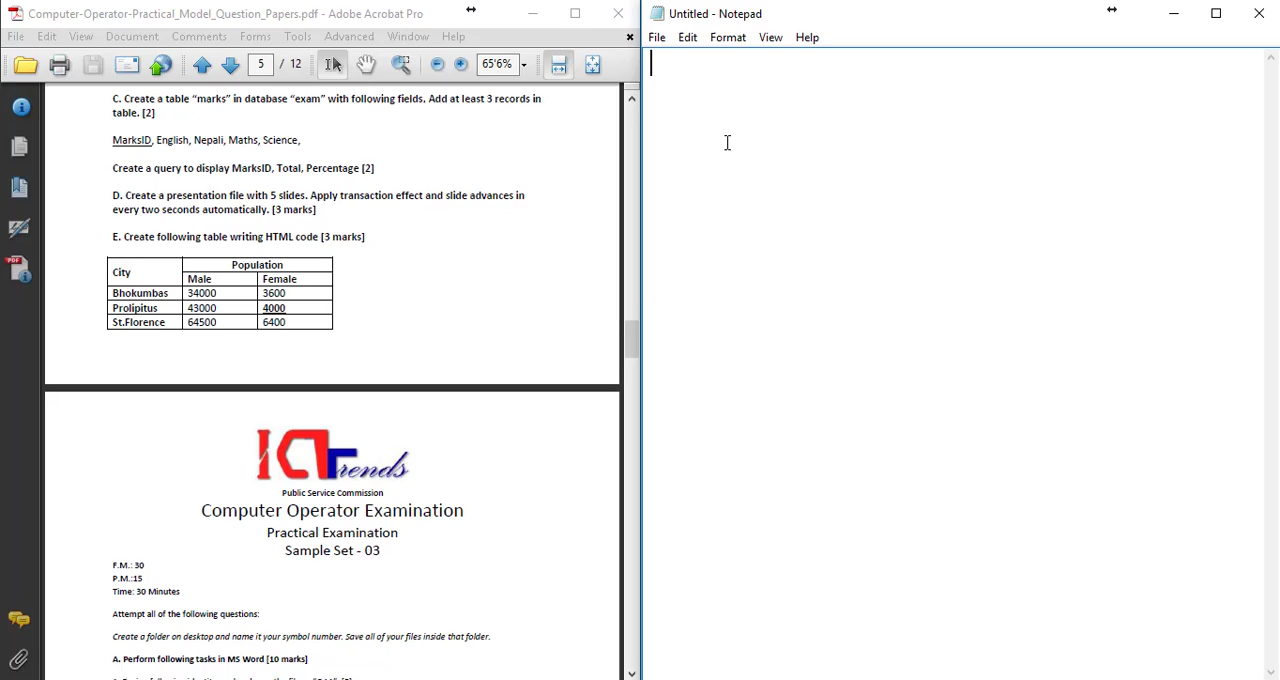 Computer-Operator-Practical_Model_Question_Papers.pdf - Adobe Acrobat Pro
File Edit View Document Comments Forms Tools Advanced Window Help
5 / 12 65'6%
C. Create a table “marks” in database “exam” with following fields. Add at least 3 records in
table. [2]
MarksID, English, Nepali, Maths, Science,
Create a query to display MarksID, Total, Percentage [2]
D. Create a presentation file with 5 slides. Apply transaction effect and slide advances in
every two seconds automatically. [3 marks]
E. Create following table writing HTML code [3 marks]
City Population
Male Female
Bhokumbas 34000 3600
Prolipitus 43000 4000
St.Florence 64500 6400
ICTrends
Public Service Commission
Computer Operator Examination
Practical Examination
Sample Set - 03
F.M.: 30
P.M.:15
Time: 30 Minutes
Attempt all of the following questions:
Create a folder on desktop and name it your symbol number. Save all of your files inside that folder.
A. Perform following tasks in MS Word [10 marks]
Untitled - Notepad
File Edit Format View Help